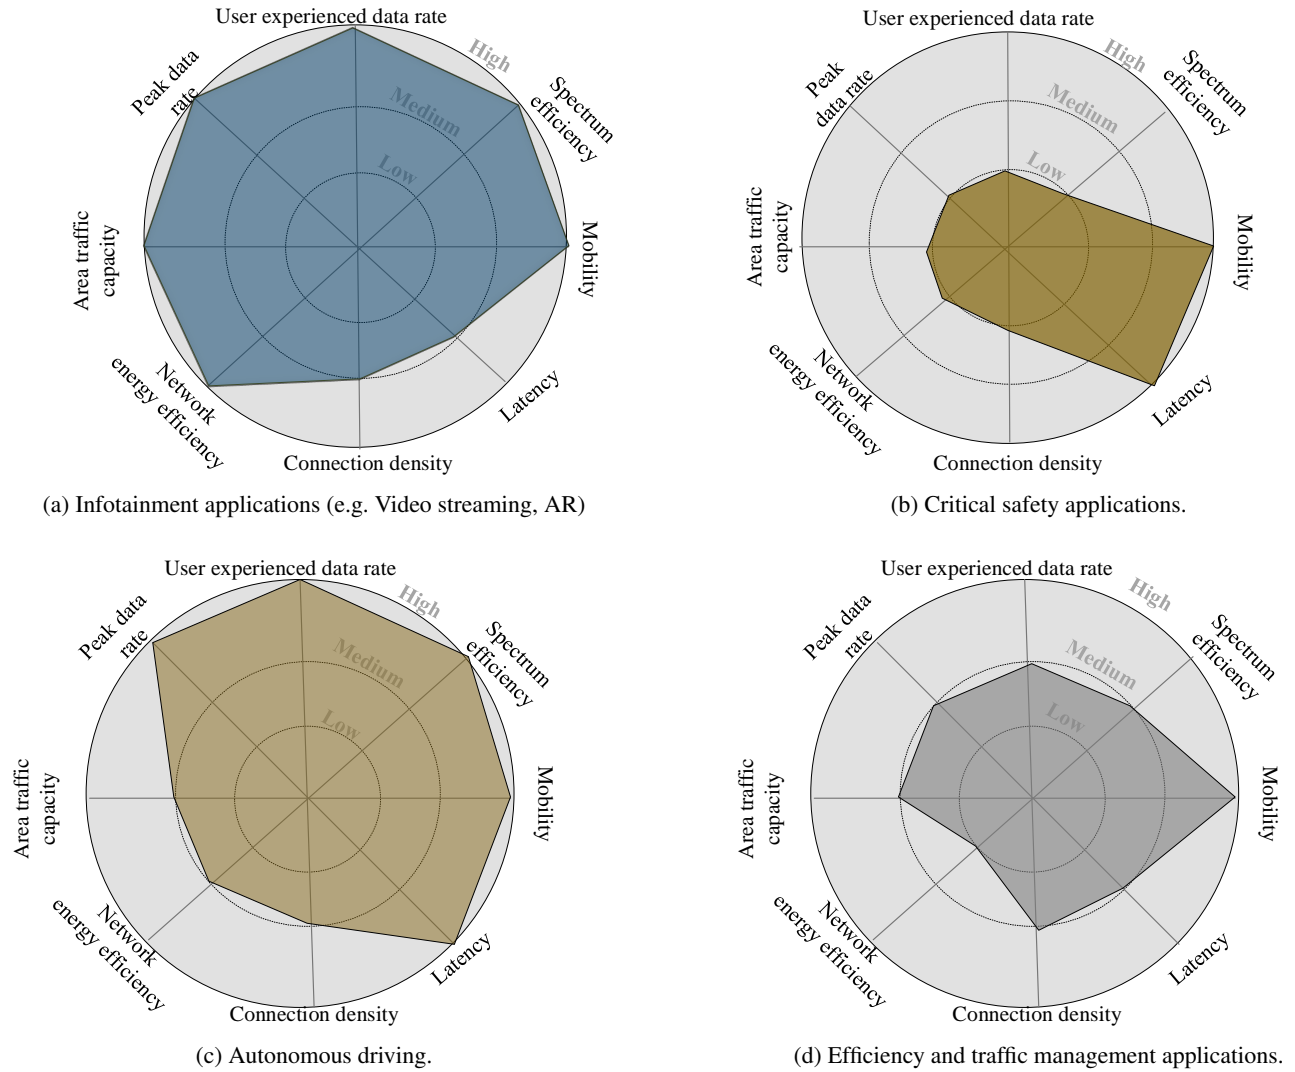 User experienced data rate
High
Medium
Low
Peak data
rate
Spectrum
efficiency
Area traffic
capacity
Mobility
Network
energy efficiency
Latency
Connection density
(a) Infotainment applications (e.g. Video streaming, AR)
User experienced data rate
High
Medium
Low
Peak
data rate
Spectrum
efficiency
Area traffic
capacity
Mobility
Network
energy efficiency
Latency
Connection density
(b) Critical safety applications.
User experienced data rate
High
Medium
Low
Peak data
rate
Spectrum
efficiency
Area traffic
capacity
Mobility
Network
energy efficiency
Latency
Connection density
(c) Autonomous driving.
User experienced data rate
High
Medium
Low
Peak data
rate
Spectrum
efficiency
Area traffic
capacity
Mobility
Network
energy efficiency
Latency
Connection density
(d) Efficiency and traffic management applications.